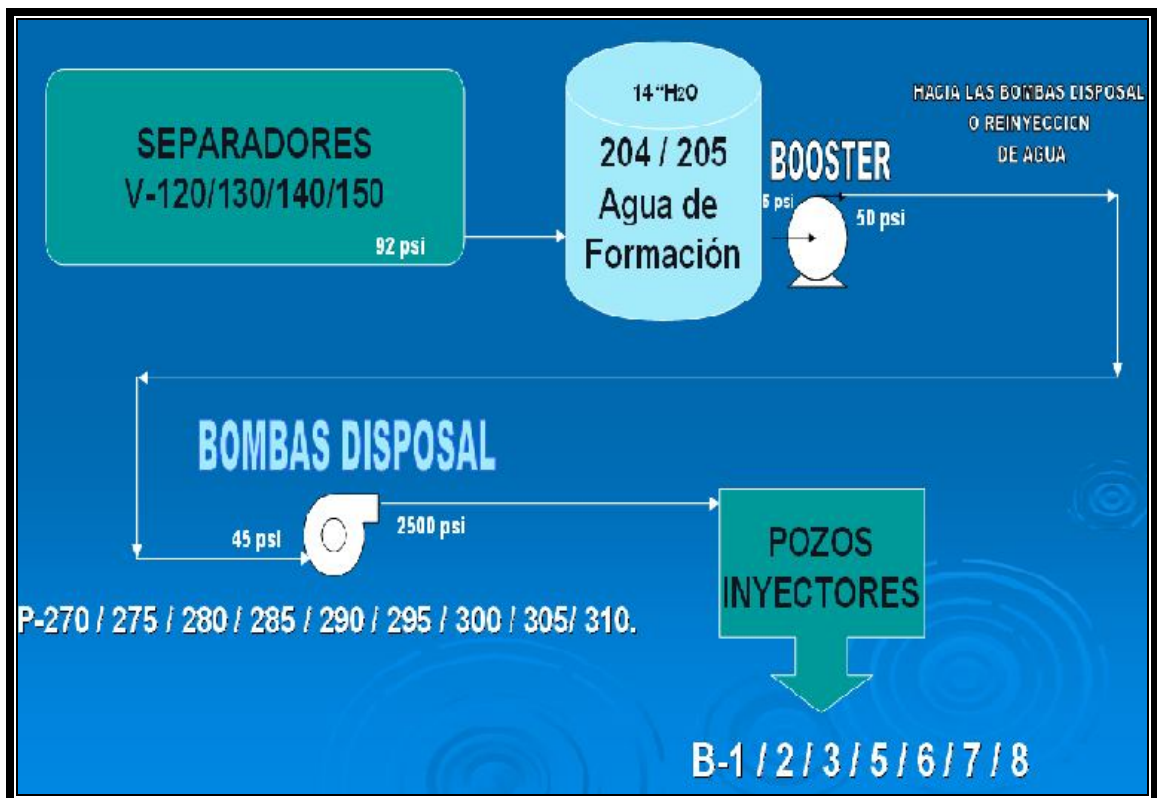 SEPARADORES
V-120/130/140/150
92 psi
14 "H2O
204 / 205
Agua de
Formación
BOOSTER
50 psi
HACIA LAS BOMBAS DISPOSAL
O REINYECCION
DE AGUA
BOMBAS DISPOSAL
45 psi
2500 psi
P-270 / 275 / 280 / 285 / 290 / 295 / 300 / 305/ 310.
POZOS
INYECTORES
B-1 / 2 / 3 / 5 / 6 / 7 / 8